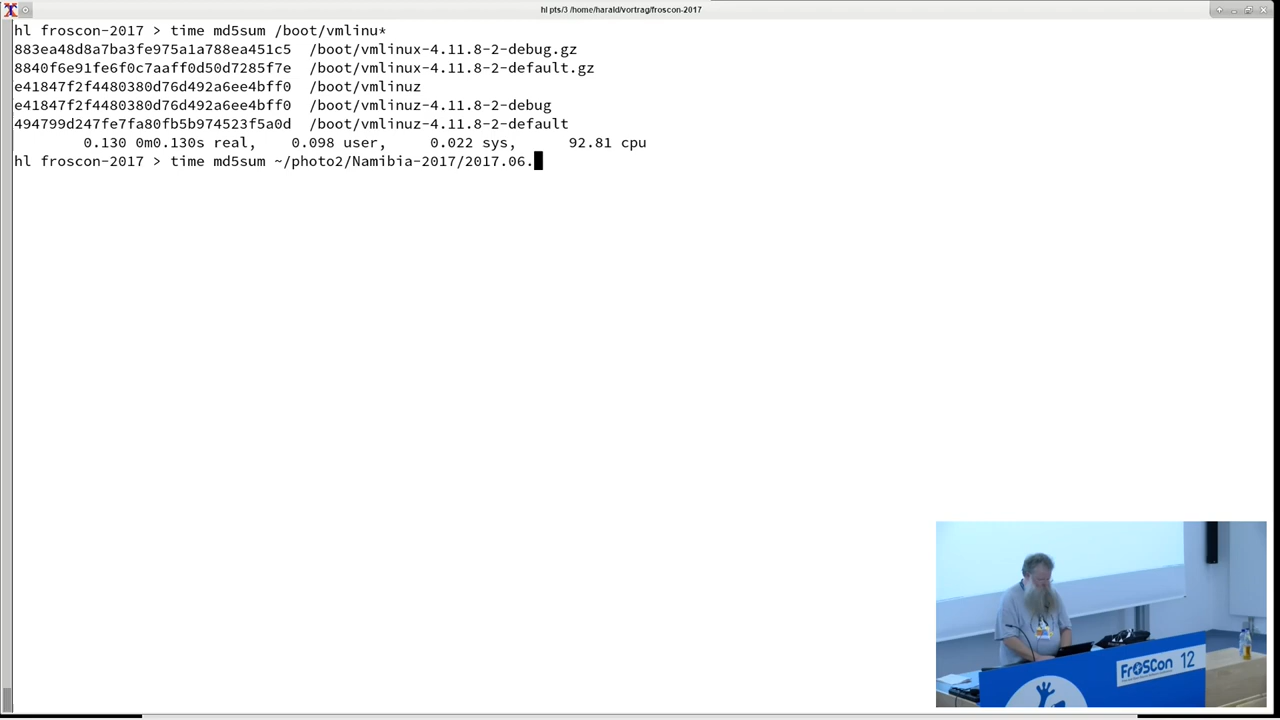 hl pts/3 /home/harald/vortrag/froscon-2017
hl froscon-2017 > time md5sum /boot/vmlinu*
883ea48d8a7ba3fe975a1a788ea451c5  /boot/vmlinux-4.11.8-2-debug.gz
8840f6e91fe6f0c7aaff0d50d7285f7e  /boot/vmlinux-4.11.8-2-default.gz
e41847f2f4480380d76d492a6ee4bff0  /boot/vmlinuz
e41847f2f4480380d76d492a6ee4bff0  /boot/vmlinuz-4.11.8-2-debug
494799d247fe7fa80fb5b974523f5a0d  /boot/vmlinuz-4.11.8-2-default
0.130 0m0.130s real,    0.098 user,     0.022 sys,      92.81 cpu
hl froscon-2017 > time md5sum ~/photo2/Namibia-2017/2017.06.
FrOSCon 12